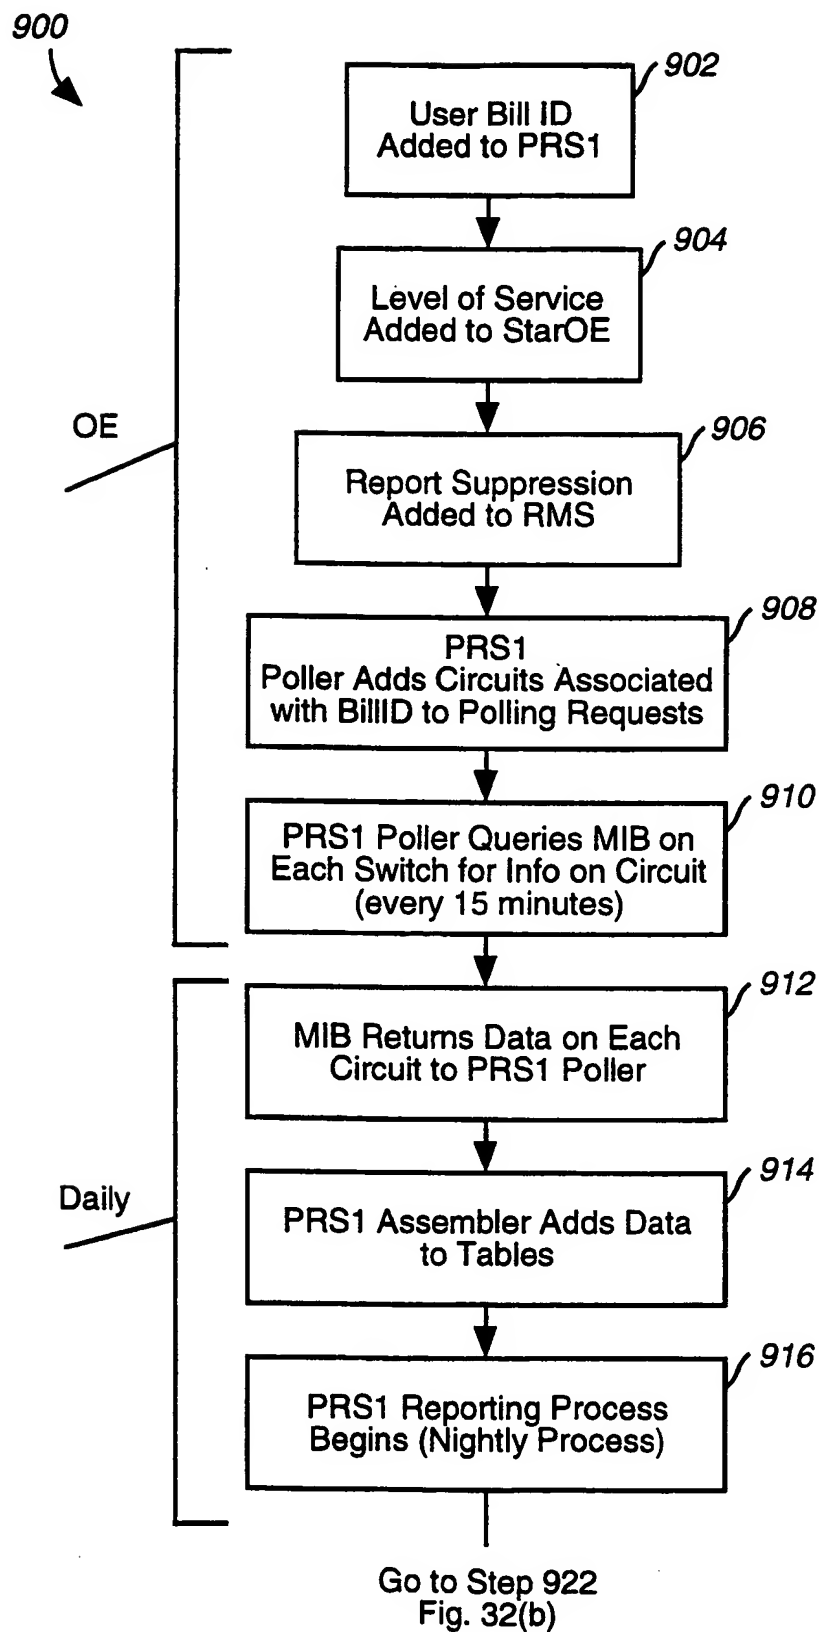 900
902
User Bill ID
Added to PRS1
904
Level of Service
Added to StarOE
OE
906
Report Suppression
Added to RMS
908
PRS1
Poller Adds Circuits Associated
with BillID to Polling Requests
910
PRS1 Poller Queries MIB on
Each Switch for Info on Circuit
(every 15 minutes)
912
MIB Returns Data on Each
Circuit to PRS1 Poller
Daily
914
PRS1 Assembler Adds Data
to Tables
916
PRS1 Reporting Process
Begins (Nightly Process)
Go to Step 922
Fig. 32(b)